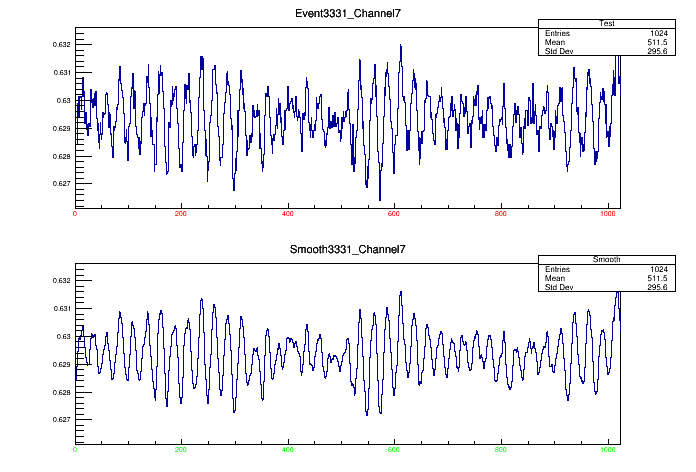 Event3331_Channel7
Test
Entries 1024
Mean 511.5
Std Dev 295.6
0.632
0.631
0.63
0.629
0.628
0.627
0 200 400 600 800 1000
Smooth3331_Channel7
Smooth
Entries 1024
Mean 511.5
Std Dev 295.6
0.632
0.631
0.63
0.629
0.628
0.627
0 200 400 600 800 1000